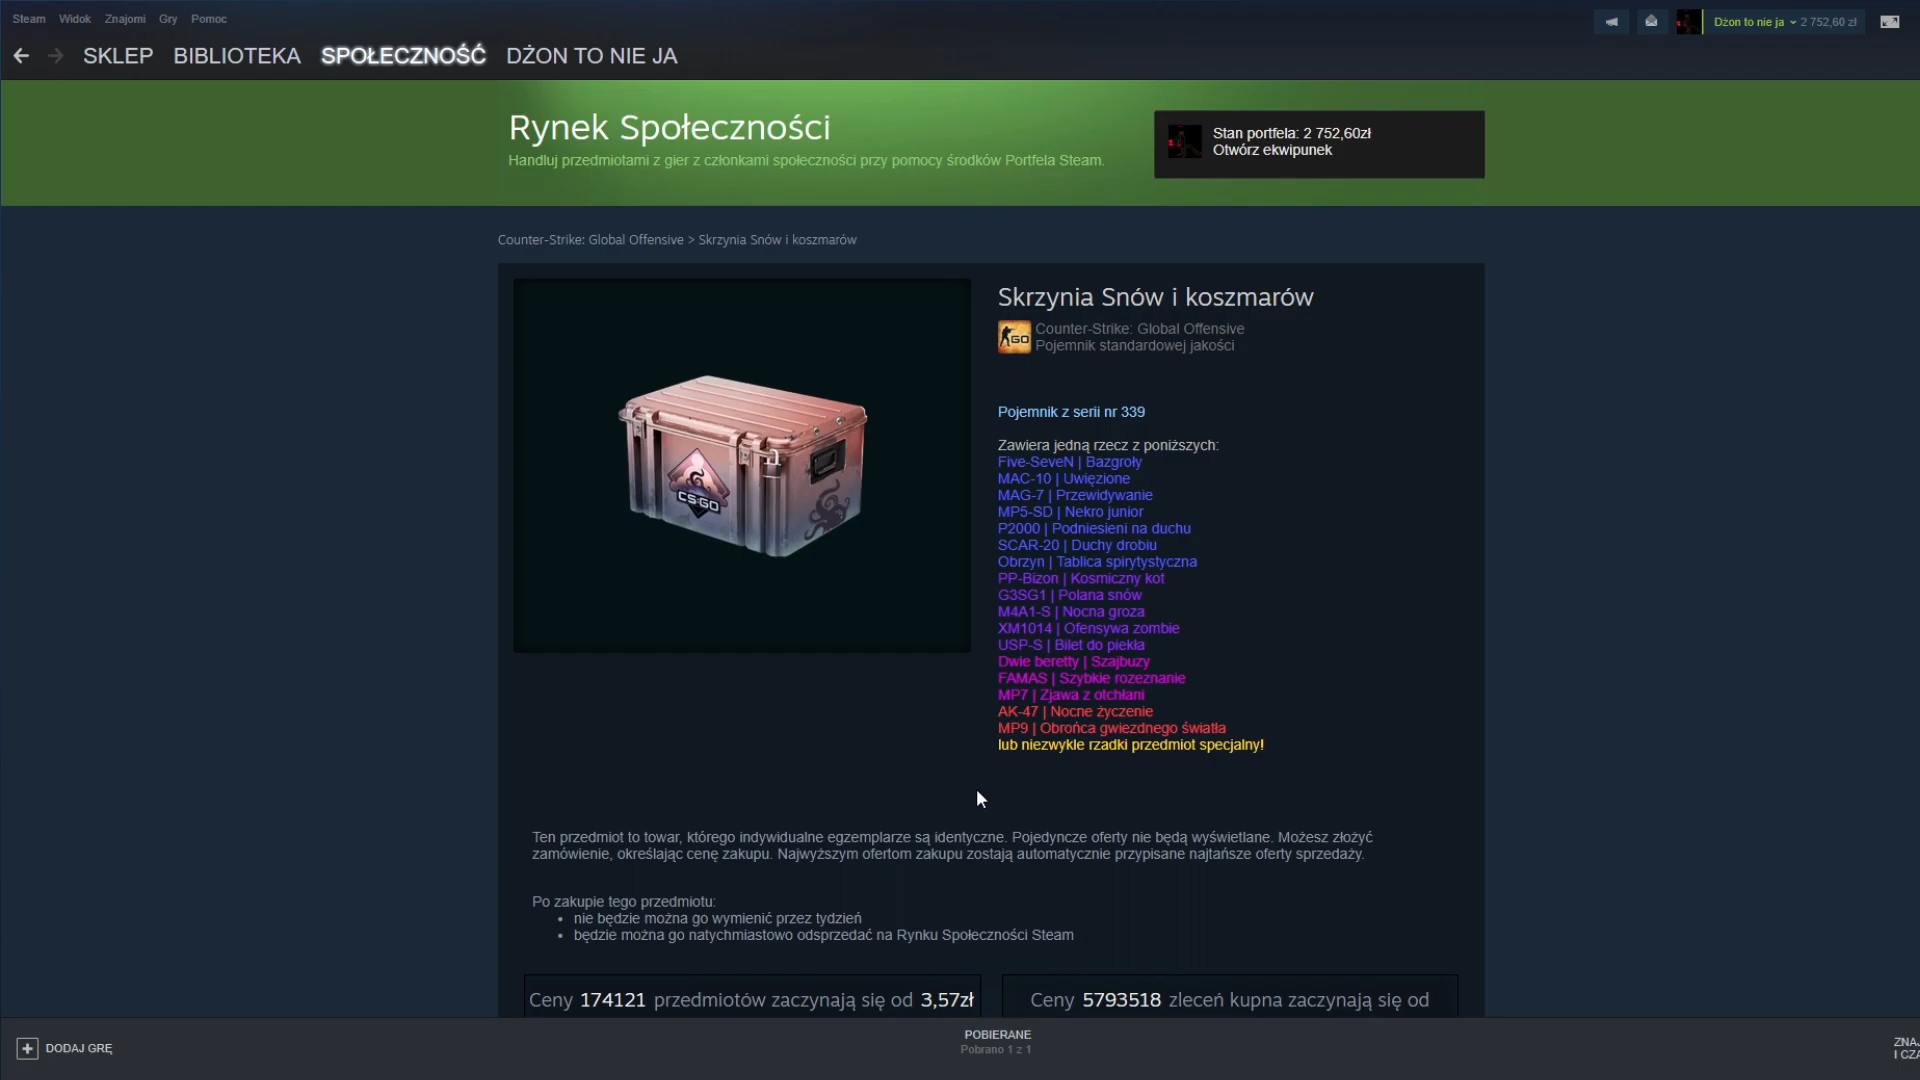 Steam Widok Znajomi Gry Pomoc
Dżon to nie ja 2 752,60 zł
SKLEP BIBLIOTEKA SPOŁECZNOŚĆ DŻON TO NIE JA
Rynek Społeczności
Handluj przedmiotami z gier z członkami społeczności przy pomocy środków Portfela Steam.
Stan portfela: 2 752,60zł
Otwórz ekwipunek
Counter-Strike: Global Offensive > Skrzynia Snów i koszmarów
CS:GO
Skrzynia Snów i koszmarów
GO
Counter-Strike: Global Offensive
Pojemnik standardowej jakości
Pojemnik z serii nr 339
Zawiera jedną rzecz z poniższych:
Five-SeveN | Bazgroły
MAC-10 | Uwięzione
MAG-7 | Przewidywanie
MP5-SD | Nekro junior
P2000 | Podniesieni na duchu
SCAR-20 | Duchy drobiu
Obrzyn | Tablica spirytystyczna
PP-Bizon | Kosmiczny kot
G3SG1 | Polana snów
M4A1-S | Nocna groza
XM1014 | Ofensywa zombie
USP-S | Bilet do piekła
Dwie beretty | Szajbuzy
FAMAS | Szybkie rozeznanie
MP7 | Zjawa z otchłani
AK-47 | Nocne życzenie
MP9 | Obrońca gwiezdnego światła
lub niezwykle rzadki przedmiot specjalny!
Ten przedmiot to towar, którego indywidualne egzemplarze są identyczne. Pojedyncze oferty nie będą wyświetlane. Możesz złożyć
zamówienie, określając cenę zakupu. Najwyższym ofertom zakupu zostają automatycznie przypisane najtańsze oferty sprzedaży.
Po zakupie tego przedmiotu:
• nie będzie można go wymienić przez tydzień
• będzie można go natychmiastowo odsprzedać na Rynku Społeczności Steam
Ceny 174121 przedmiotów zaczynają się od 3,57zł
Ceny 5793518 zleceń kupna zaczynają się od
DODAJ GRĘ
POBIERANE
Pobrano 1 z 1
ZNAJ
I CZA